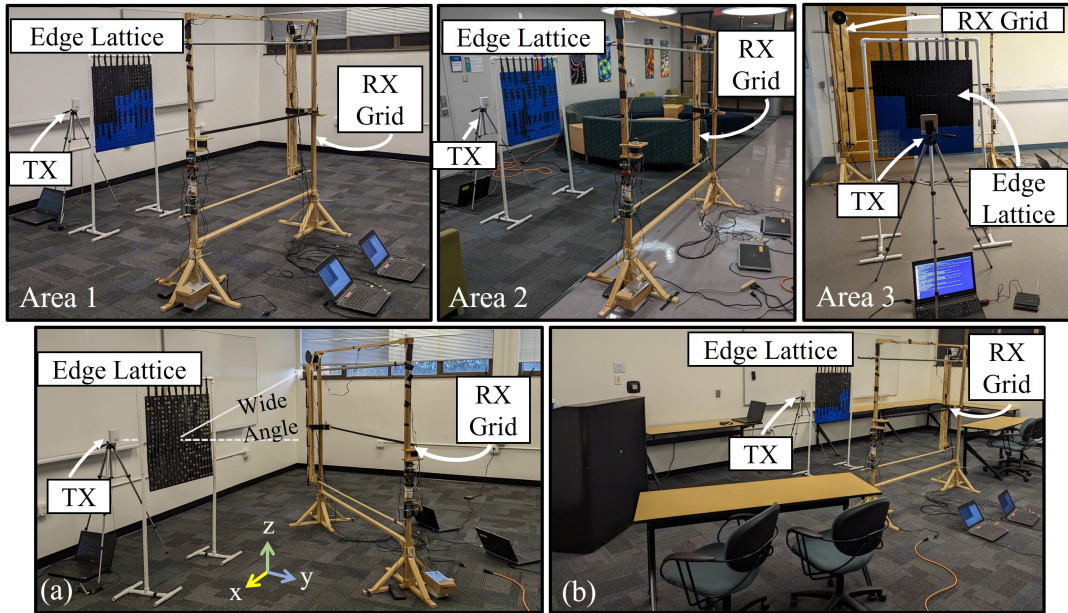 Edge Lattice
TX
RX
Grid
Area 1
Edge Lattice
TX
RX
Grid
Area 2
RX Grid
TX
Edge
Lattice
Area 3
Edge Lattice
Wide
Angle
TX
RX
Grid
z
x
y
(a)
Edge Lattice
TX
RX
Grid
(b)